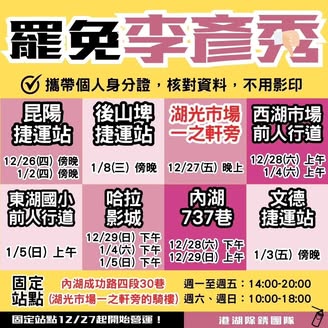 罷免李彥秀
攜帶個人身分證，核對資料，不用影印
昆陽
捷運站
12/26(四) 傍晚
1/2(四) 傍晚
後山埤
捷運站
1/8(三) 傍晚
湖光市場
一之軒旁
12/27(五) 晚上
西湖市場
前人行道
12/28(六) 上午
1/4(六) 上午
東湖國小
前人行道
1/5(日) 上午
哈拉
影城
12/29(日) 下午
1/4(六) 下午
1/5(日) 下午
內湖
737巷
12/28(六) 下午
12/29(日) 下午
文德
捷運站
1/3(五) 傍晚
固定
站點
內湖成功路四段30巷
(湖光市場一之軒旁的騎樓)
週一至週五：14:00-20:00
週六、週日：10:00-18:00
固定站點12/27起開始營運！
港湖除銹團隊